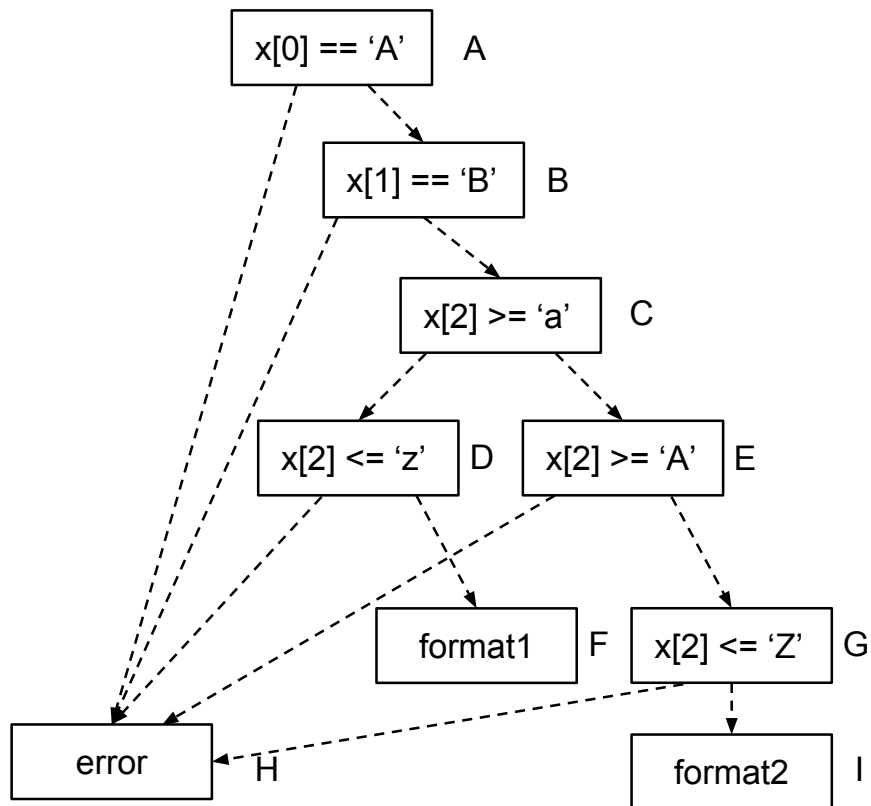 x[0] == ‘A’ A
x[1] == ‘B’ B
x[2] >= ‘a’ C
x[2] <= ‘z’ D
x[2] >= ‘A’ E
format1 F
x[2] <= ‘Z’ G
error H
format2 I